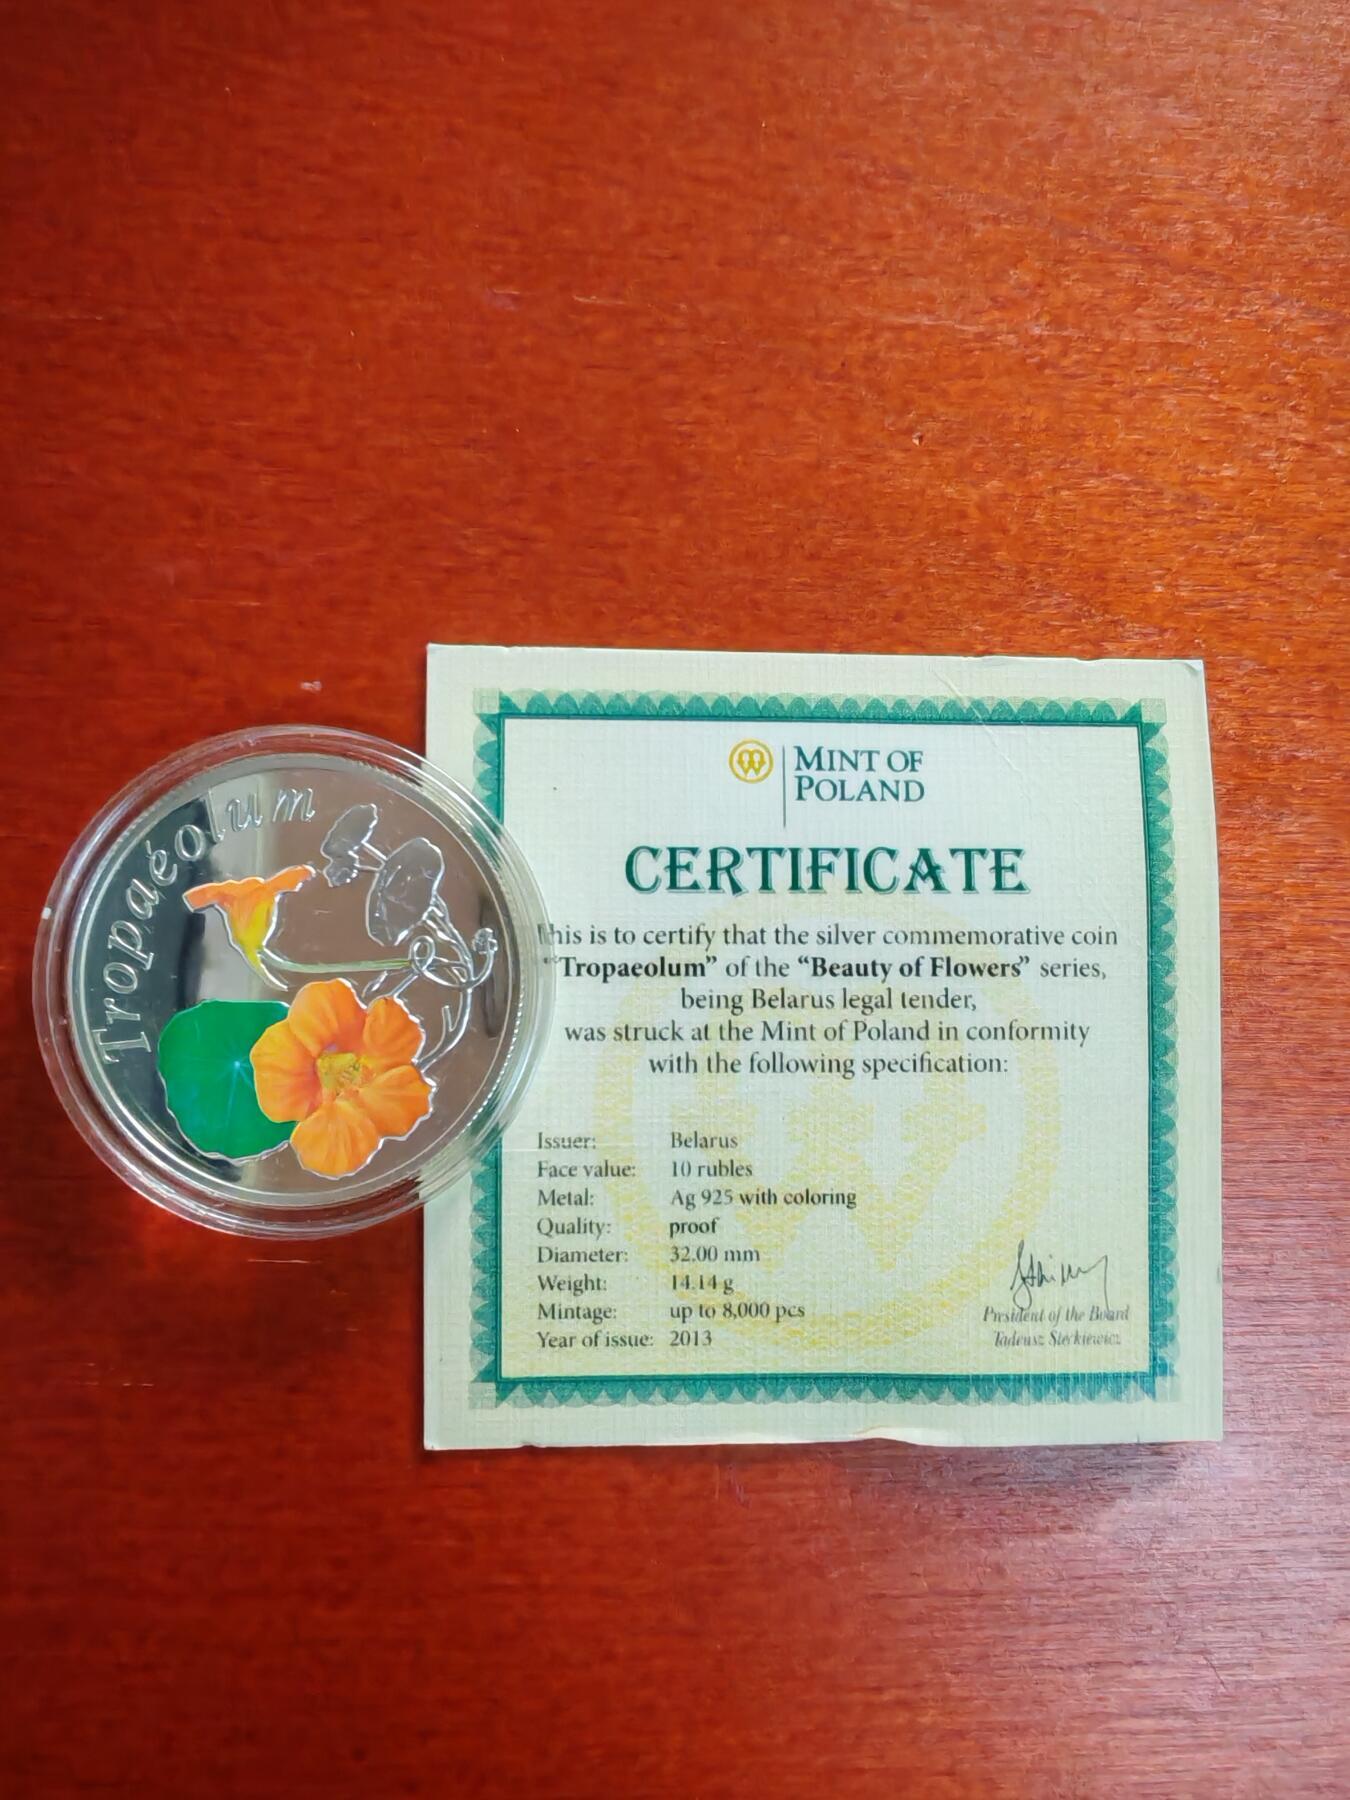 Tropaéolum
MINT OF
POLAND
CERTIFICATE
This is to certify that the silver commemorative coin
"Tropaeolum" of the "Beauty of Flowers" series,
being Belarus legal tender,
was struck at the Mint of Poland in conformity
with the following specification:
Issuer: Belarus
Face value: 10 rubles
Metal: Ag 925 with coloring
Quality: proof
Diameter: 32.00 mm
Weight: 14.14 g
Mintage: up to 8,000 pcs
Year of issue: 2013
President of the Board
Tadeusz Steckiewicz